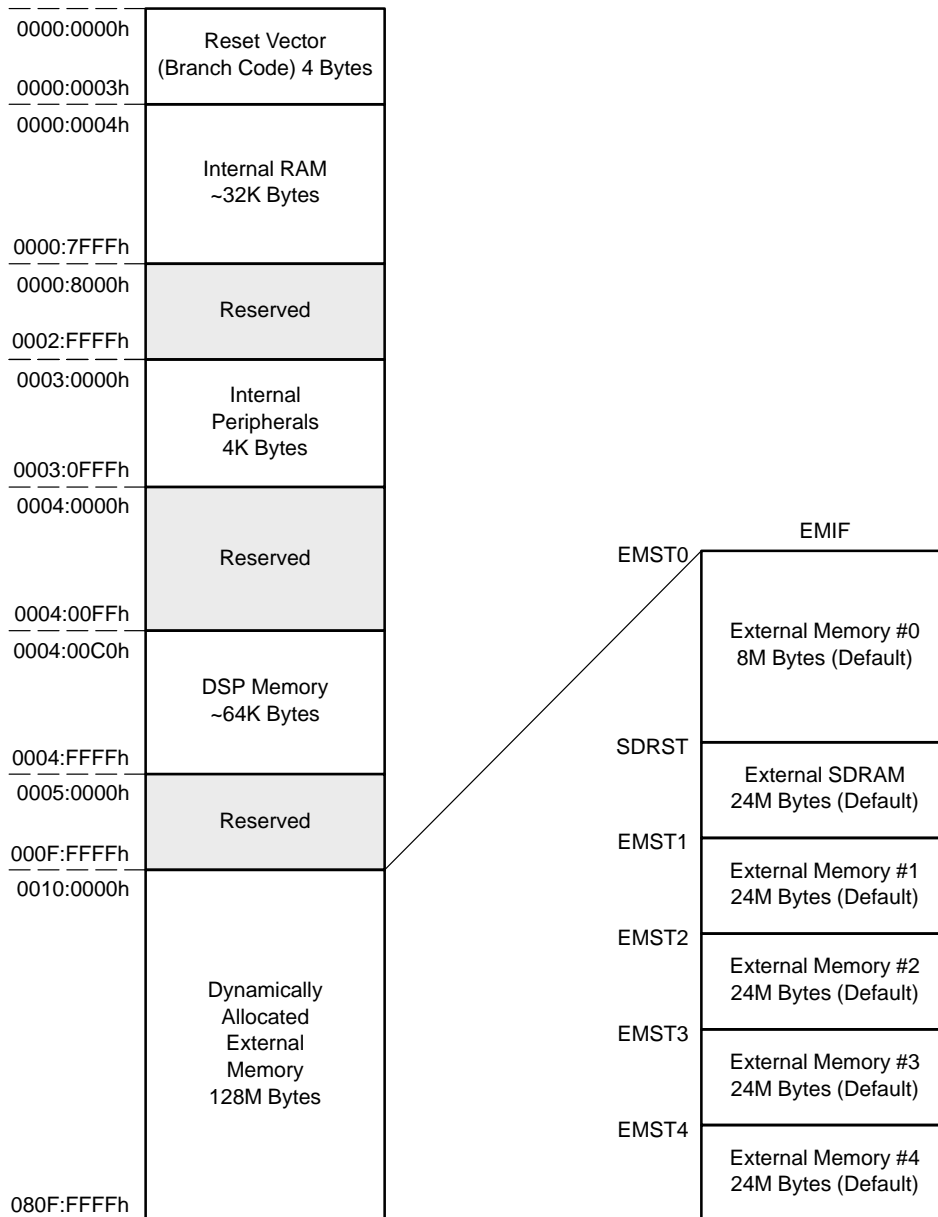 0000:0000h
Reset Vector
(Branch Code) 4 Bytes
0000:0003h
0000:0004h
Internal RAM
~32K Bytes
0000:7FFFh
0000:8000h
Reserved
0002:FFFFh
0003:0000h
Internal
Peripherals
4K Bytes
0003:0FFFh
0004:0000h
Reserved
0004:00FFh
0004:00C0h
DSP Memory
~64K Bytes
0004:FFFFh
0005:0000h
Reserved
000F:FFFFh
0010:0000h
Dynamically
Allocated
External
Memory
128M Bytes
080F:FFFFh
EMIF
EMST0
External Memory #0
8M Bytes (Default)
SDRST
External SDRAM
24M Bytes (Default)
EMST1
External Memory #1
24M Bytes (Default)
EMST2
External Memory #2
24M Bytes (Default)
EMST3
External Memory #3
24M Bytes (Default)
EMST4
External Memory #4
24M Bytes (Default)